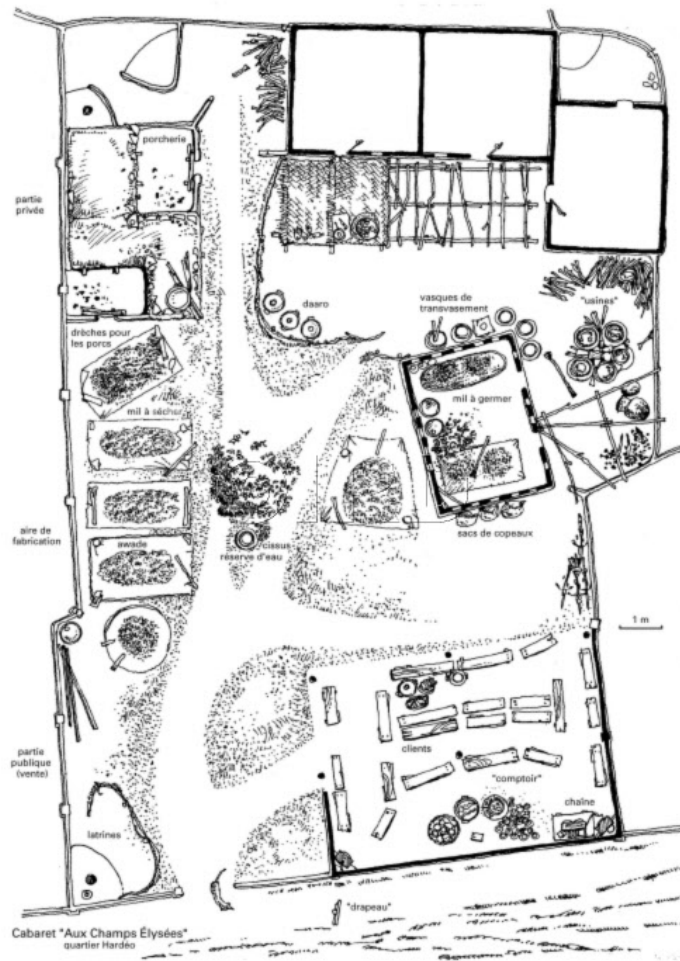 porcherie
partie
privée
daaro
vasques de
transvasement
"usines"
drèches pour
les porcs
mil à sécher
mil à germer
aire de
fabrication
awade
cissus
réserve d'eau
sacs de copeaux
1 m
partie
publique
(vente)
clients
"comptoir"
chaîne
latrines
"drapeau"
Cabaret "Aux Champs Élysées"
quartier Hardéo